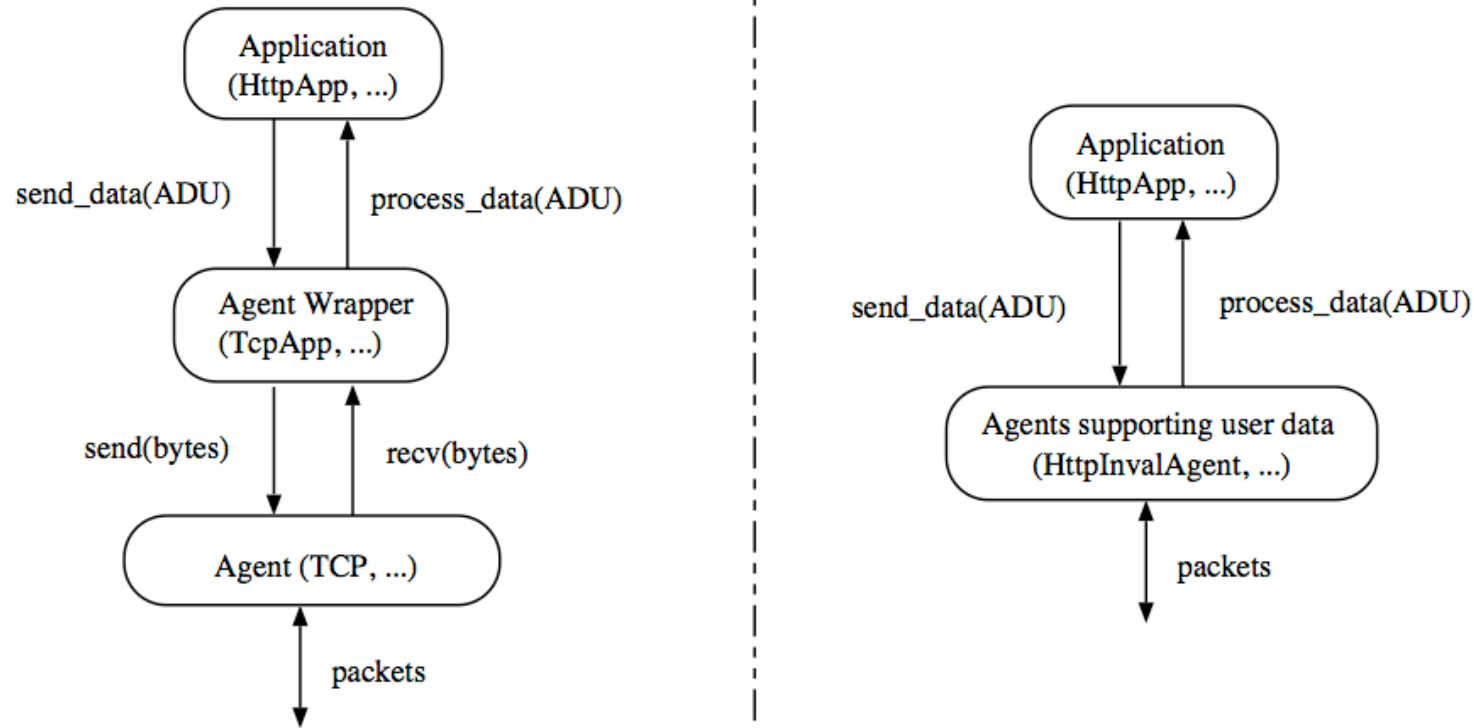 Application
(HttpApp, ...)
send_data(ADU)
process_data(ADU)
Agent Wrapper
(TcpApp, ...)
send(bytes)
recv(bytes)
Agent (TCP, ...)
packets
Application
(HttpApp, ...)
send_data(ADU)
process_data(ADU)
Agents supporting user data
(HttpInvalAgent, ...)
packets